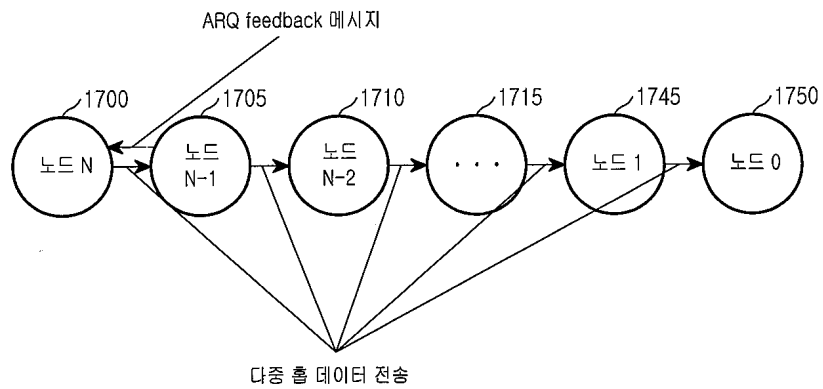 ARQ feedback 메시지
1700
1705
1710
1715
1745
1750
노드 N
노드
N-1
노드
N-2
· · ·
노드 1
노드 0
다중 홉 데이터 전송